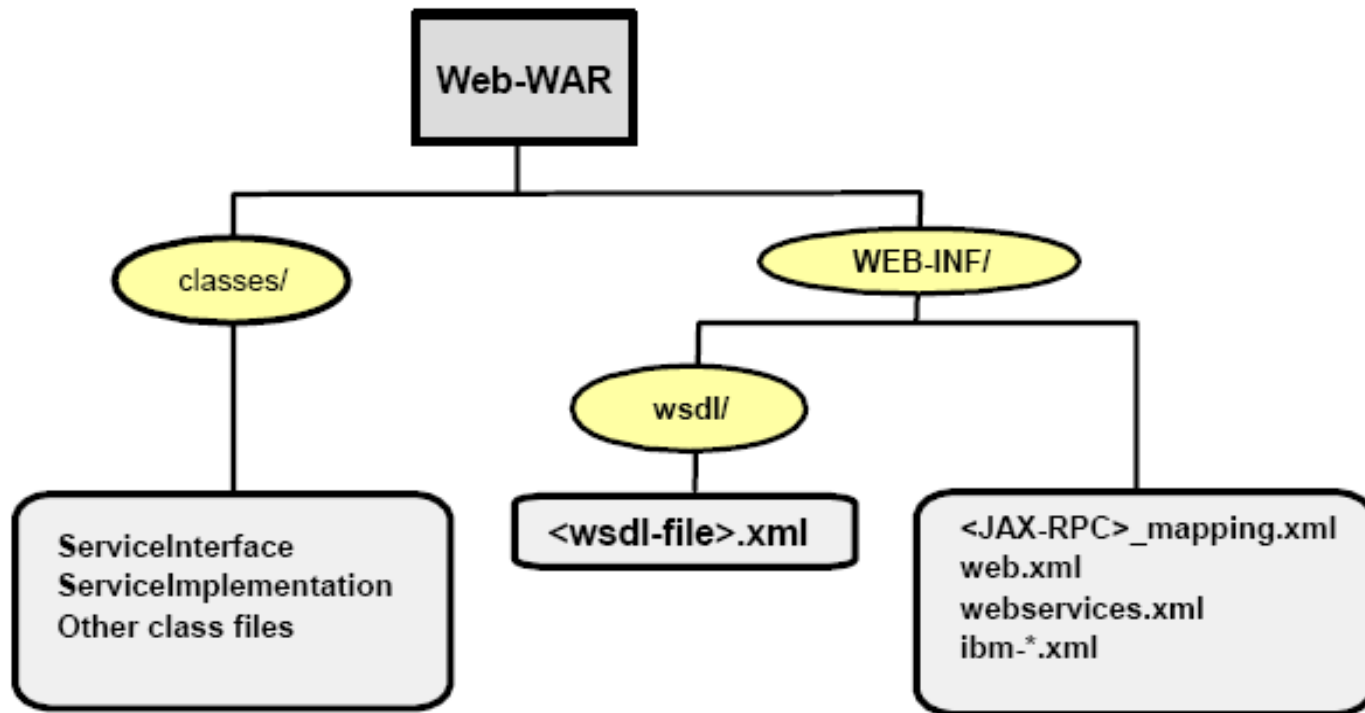 Web-WAR
classes/
WEB-INF/
wsdl/
ServiceInterface
ServiceImplementation
Other class files
<wsdl-file>.xml
<JAX-RPC>_mapping.xml
web.xml
webservices.xml
ibm-*.xml